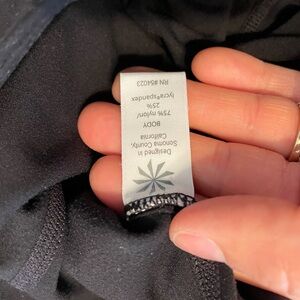 Designed in
Sonoma County,
California
BODY
75% nylon/
25%
lycra®spandex
RN #84023